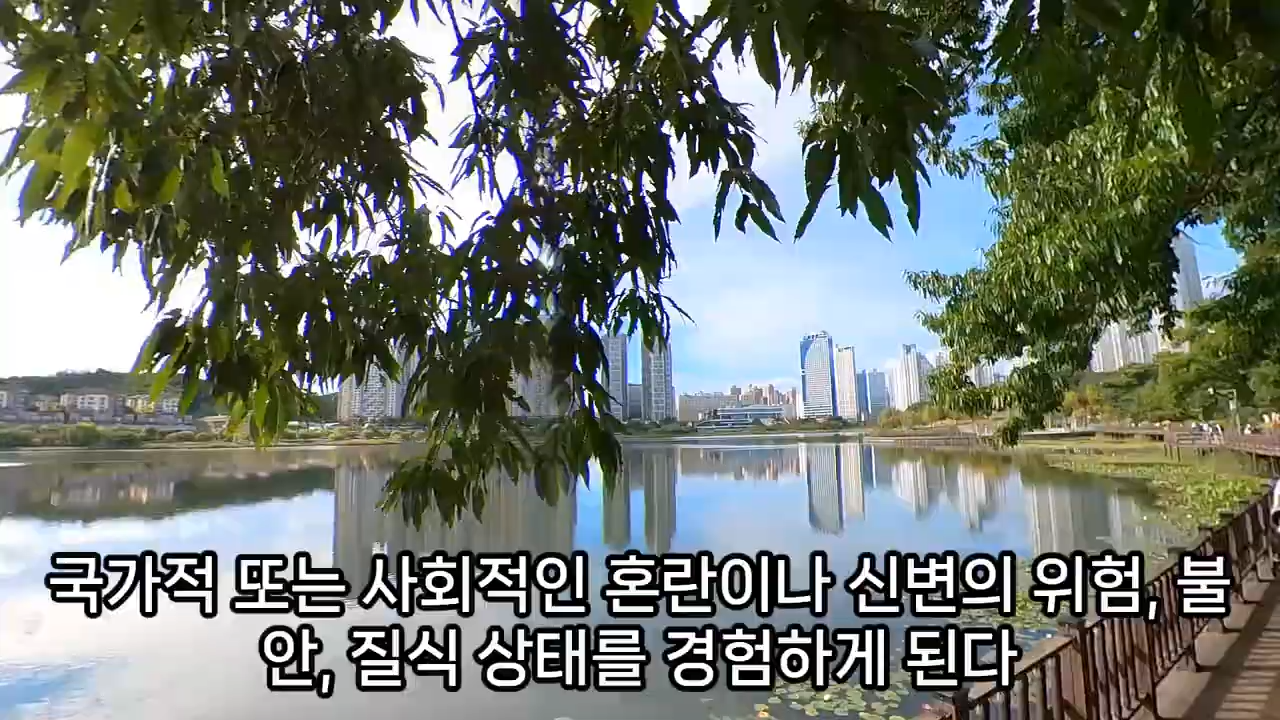 국가적 또는 사회적인 혼란이나 신변의 위험, 불
안, 질식 상태를 경험하게 된다